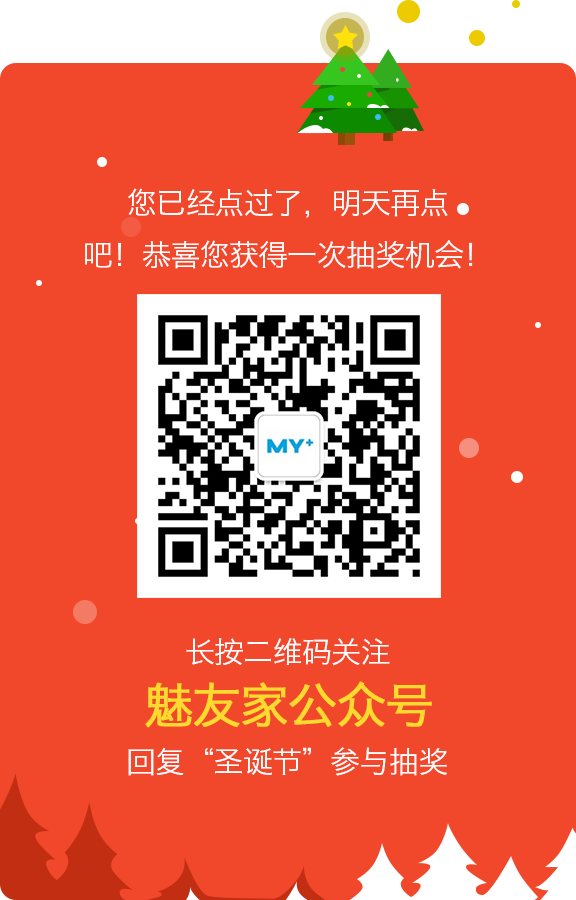 您已经点过了，明天再点
吧！恭喜您获得一次抽奖机会！
MY+
长按二维码关注
魅友家公众号
回复“圣诞节”参与抽奖